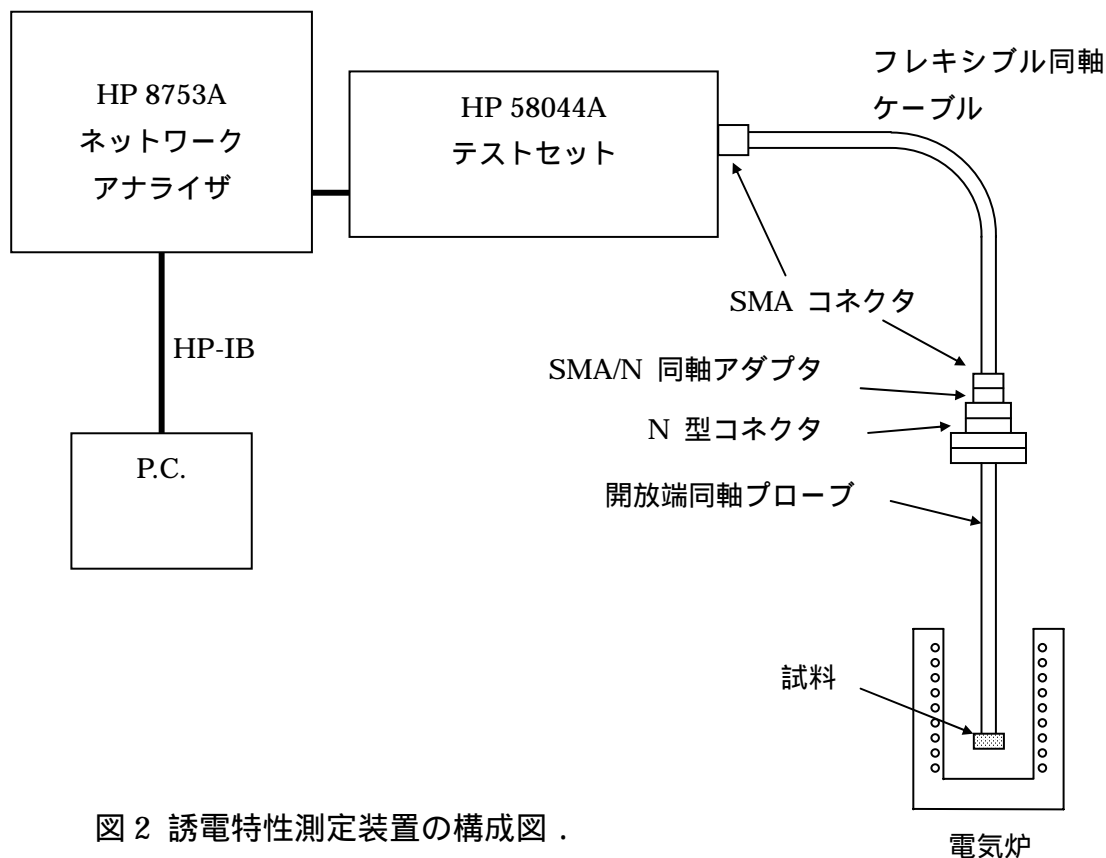 HP 8753A
ネットワーク
アナライザ
HP 58044A
テストセット
フレキシブル同軸
ケーブル
SMA コネクタ
HP-IB
SMA/N 同軸アダプタ
N 型コネクタ
P.C.
開放端同軸プローブ
試料
図 2 誘電特性測定装置の構成図．
電気炉